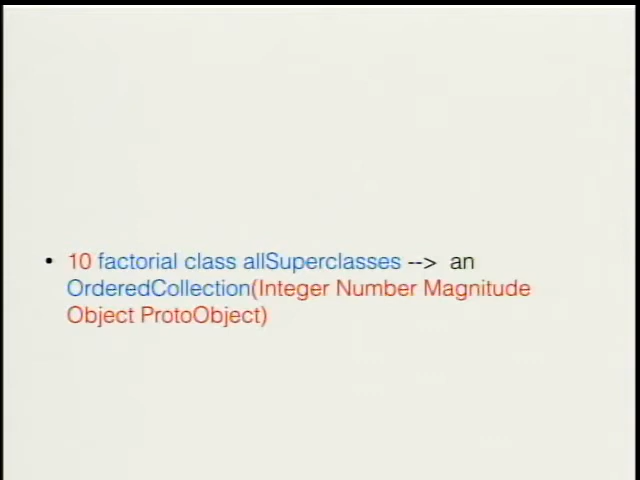 • 10 factorial class allSuperclasses --> an
OrderedCollection(Integer Number Magnitude
Object ProtoObject)